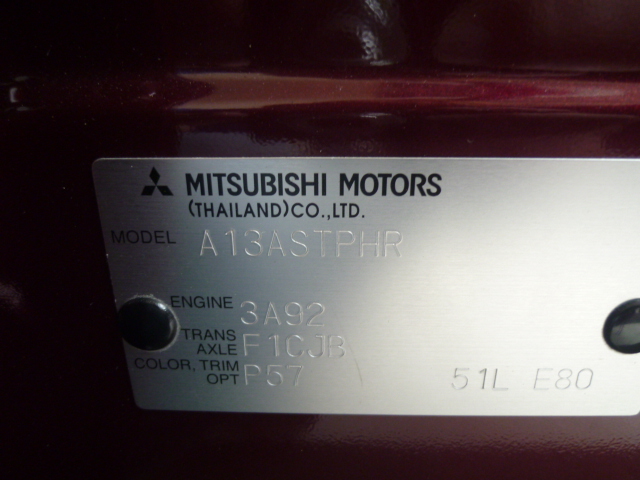 MITSUBISHI MOTORS
(THAILAND)CO.,LTD.
MODEL A13ASTPHR
ENGINE 3A92
TRANS AXLE F1CJB
COLOR, TRIM OPT P57 51L E80